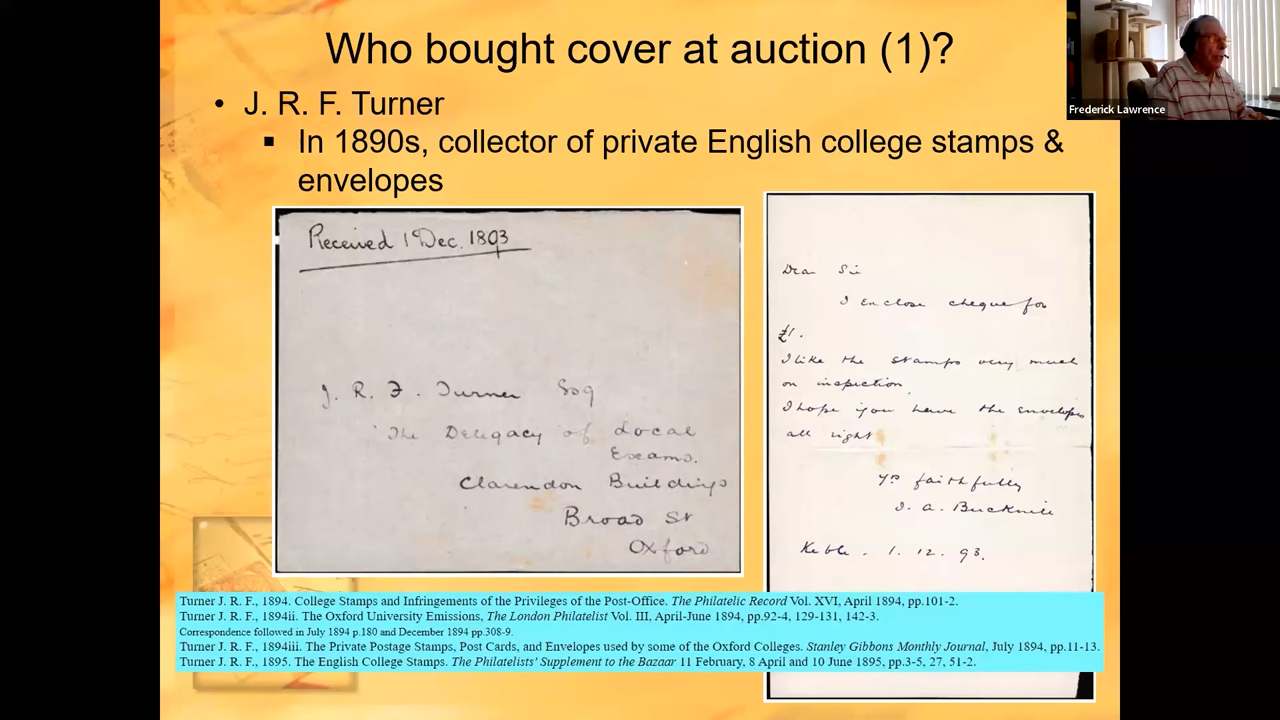 Who bought cover at auction (1)?
• J. R. F. Turner
▪ In 1890s, collector of private English college stamps &
envelopes
Received 1 Dec. 1893
J. R. F. Turner Esq
The Delegacy of Local
Exams.
Clarendon Buildings
Broad St
Oxford
Dear Sir
I enclose cheque for
£1.
I like the stamps very much
on inspection
I hope you have the envelopes
all right
Yrs faithfully
J. A. Bucknill
Keble. 1. 12. 93.
Turner J. R. F., 1894. College Stamps and Infringements of the Privileges of the Post-Office. The Philatelic Record Vol. XVI, April 1894, pp.101-2.
Turner J. R. F., 1894ii. The Oxford University Emissions, The London Philatelist Vol. III, April-June 1894, pp.92-4, 129-131, 142-3.
Correspondence followed in July 1894 p.180 and December 1894 pp.308-9.
Turner J. R. F., 1894iii. The Private Postage Stamps, Post Cards, and Envelopes used by some of the Oxford Colleges. Stanley Gibbons Monthly Journal, July 1894, pp.11-13.
Turner J. R. F., 1895. The English College Stamps. The Philatelists' Supplement to the Bazaar 11 February, 8 April and 10 June 1895, pp.3-5, 27, 51-2.
Frederick Lawrence